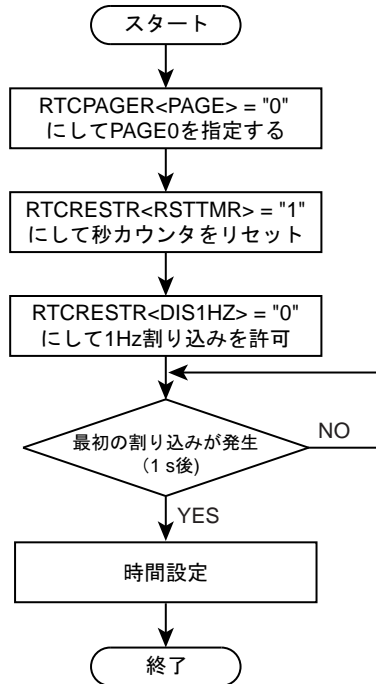 スタート
RTCPAGER<PAGE> = "0"
にしてPAGE0を指定する
RTCRESTR<RSTTMR> = "1"
にして秒カウンタをリセット
RTCRESTR<DIS1HZ> = "0"
にして1Hz割り込みを許可
最初の割り込みが発生
（1 s後)
NO
YES
時間設定
終了